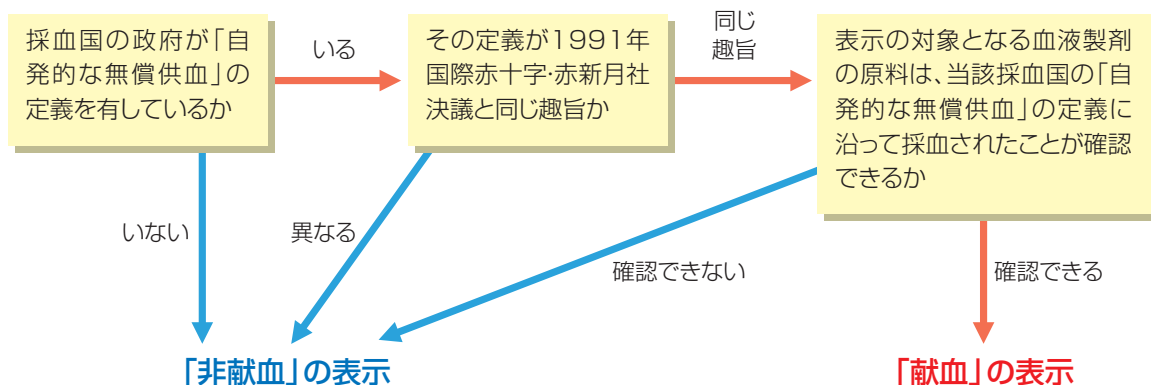 採血国の政府が「自
発的な無償供血」の
定義を有しているか
いる
その定義が1991年
国際赤十字・赤新月社
決議と同じ趣旨か
同じ
趣旨
表示の対象となる血液製剤
の原料は、当該採血国の「自
発的な無償供血」の定義に
沿って採血されたことが確認
できるか
いない
異なる
確認できない
確認できる
「非献血」の表示
「献血」の表示